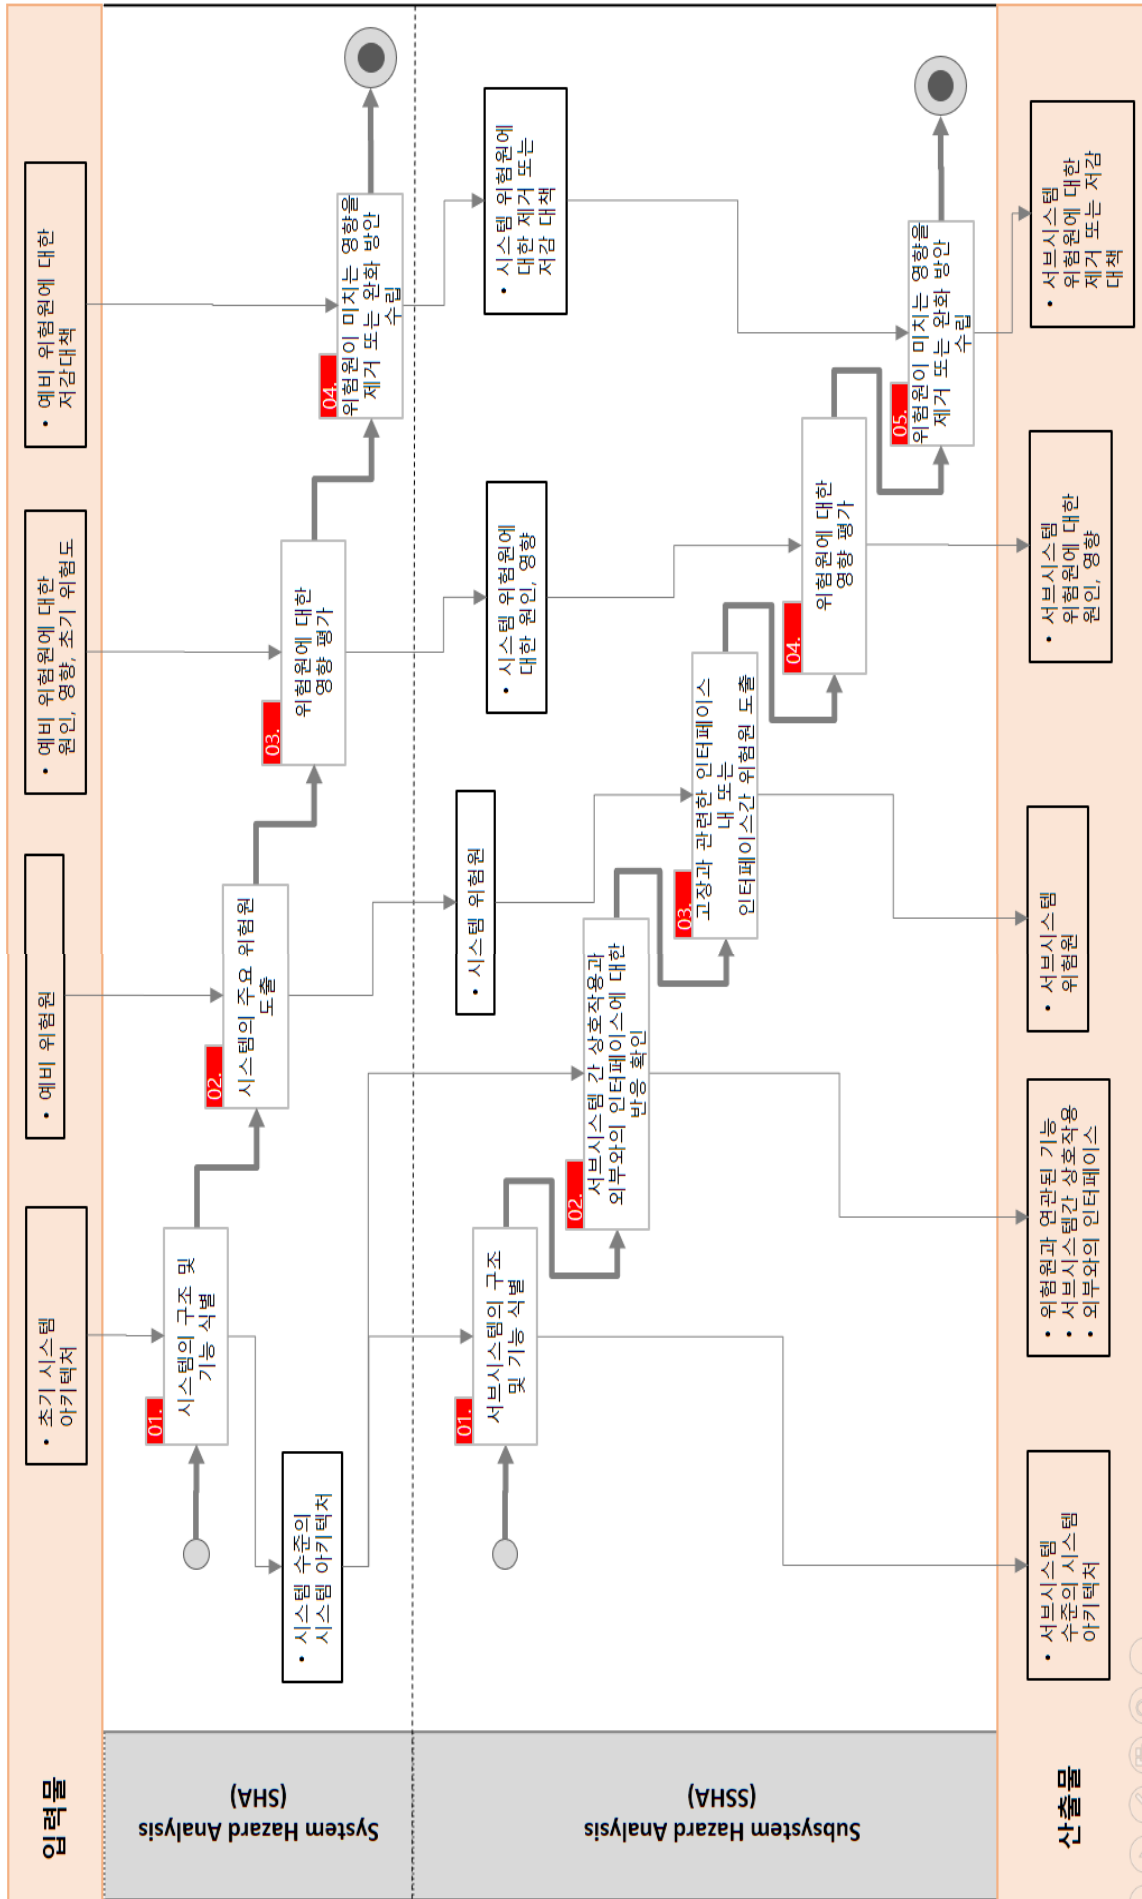 입력물
• 초기 시스템
아키텍처
• 예비 위험원
• 예비 위험원에 대한
원인, 영향, 초기 위험도
• 예비 위험원에 대한
저감대책
System Hazard Analysis
(SHA)
01.
시스템의 구조 및
기능 식별
02.
시스템의 주요 위험원
도출
03.
위험원에 대한
영향 평가
04.
위험원이 미치는 영향을
제거 또는 완화 방안
수립
• 시스템 수준의
시스템 아키텍처
• 시스템 위험원
• 시스템 위험원에
대한 원인, 영향
• 시스템 위험원에
대한 제거 또는
저감 대책
Subsystem Hazard Analysis
(SSHA)
01.
서브시스템의 구조
및 기능 식별
02.
서브시스템 간 상호작용과
외부와의 인터페이스에 대한
반응 확인
03.
고장과 관련한 인터페이스
내 또는
인터페이스간 위험원 도출
04.
위험원에 대한
영향 평가
05.
위험원이 미치는 영향을
제거 또는 완화 방안
수립
산출물
• 서브시스템
수준의 시스템
아키텍처
• 위험원과 연관된 기능
• 서브시스템간 상호작용
• 외부와의 인터페이스
• 서브시스템
위험원
• 서브시스템
위험원에 대한
원인, 영향
• 서브시스템
위험원에 대한
제거 또는 저감
대책